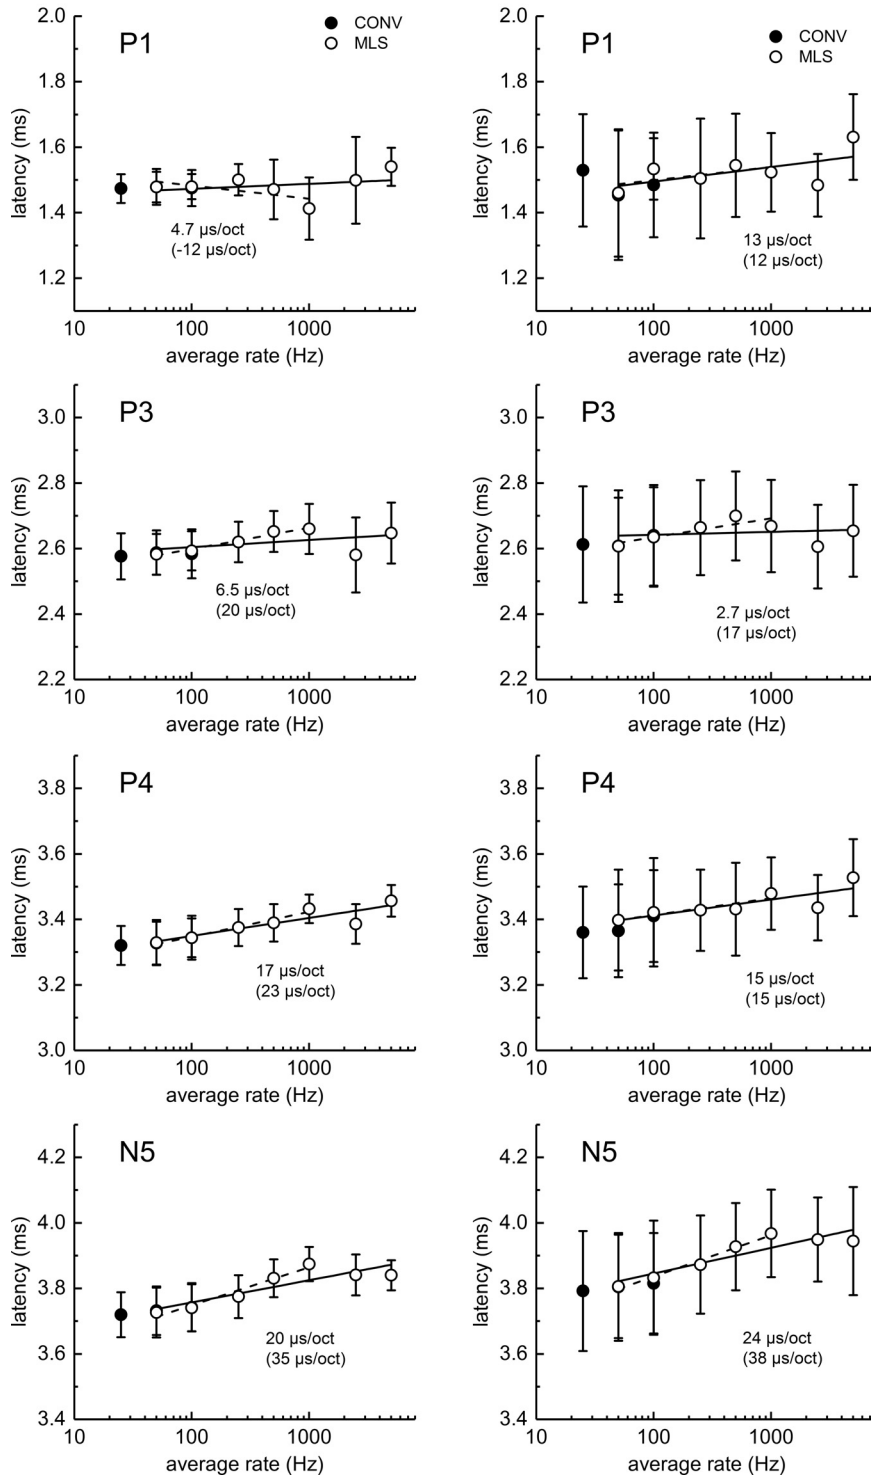 P1
CONV
MLS
latency (ms)
2.0
1.8
1.6
1.4
1.2
4.7 µs/oct
(-12 µs/oct)
10
100
1000
average rate (Hz)
P1
CONV
MLS
latency (ms)
2.0
1.8
1.6
1.4
1.2
13 µs/oct
(12 µs/oct)
10
100
1000
average rate (Hz)
P3
latency (ms)
3.0
2.8
2.6
2.4
2.2
6.5 µs/oct
(20 µs/oct)
10
100
1000
average rate (Hz)
P3
latency (ms)
3.0
2.8
2.6
2.4
2.2
2.7 µs/oct
(17 µs/oct)
10
100
1000
average rate (Hz)
P4
latency (ms)
3.8
3.6
3.4
3.2
3.0
17 µs/oct
(23 µs/oct)
10
100
1000
average rate (Hz)
P4
latency (ms)
3.8
3.6
3.4
3.2
3.0
15 µs/oct
(15 µs/oct)
10
100
1000
average rate (Hz)
N5
latency (ms)
4.2
4.0
3.8
3.6
3.4
20 µs/oct
(35 µs/oct)
10
100
1000
average rate (Hz)
N5
latency (ms)
4.2
4.0
3.8
3.6
3.4
24 µs/oct
(38 µs/oct)
10
100
1000
average rate (Hz)